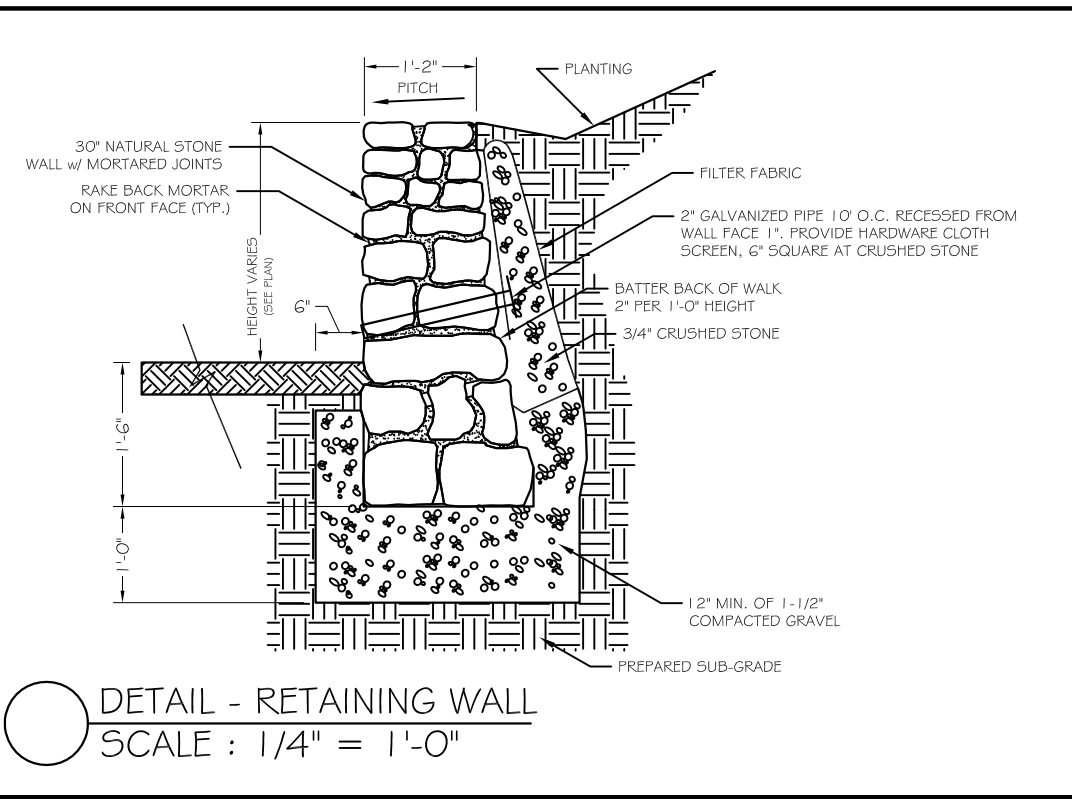 1'-2"
PITCH
PLANTING
30" NATURAL STONE
WALL w/ MORTARED JOINTS
RAKE BACK MORTAR
ON FRONT FACE (TYP.)
FILTER FABRIC
2" GALVANIZED PIPE 10' O.C. RECESSED FROM
WALL FACE 1". PROVIDE HARDWARE CLOTH
SCREEN, 6" SQUARE AT CRUSHED STONE
HEIGHT VARIES
(SEE PLAN)
6"
BATTER BACK OF WALK
2" PER 1'-0" HEIGHT
3/4" CRUSHED STONE
1'-6"
1'-0"
12" MIN. OF 1-1/2"
COMPACTED GRAVEL
PREPARED SUB-GRADE
DETAIL - RETAINING WALL
SCALE : 1/4" = 1'-0"